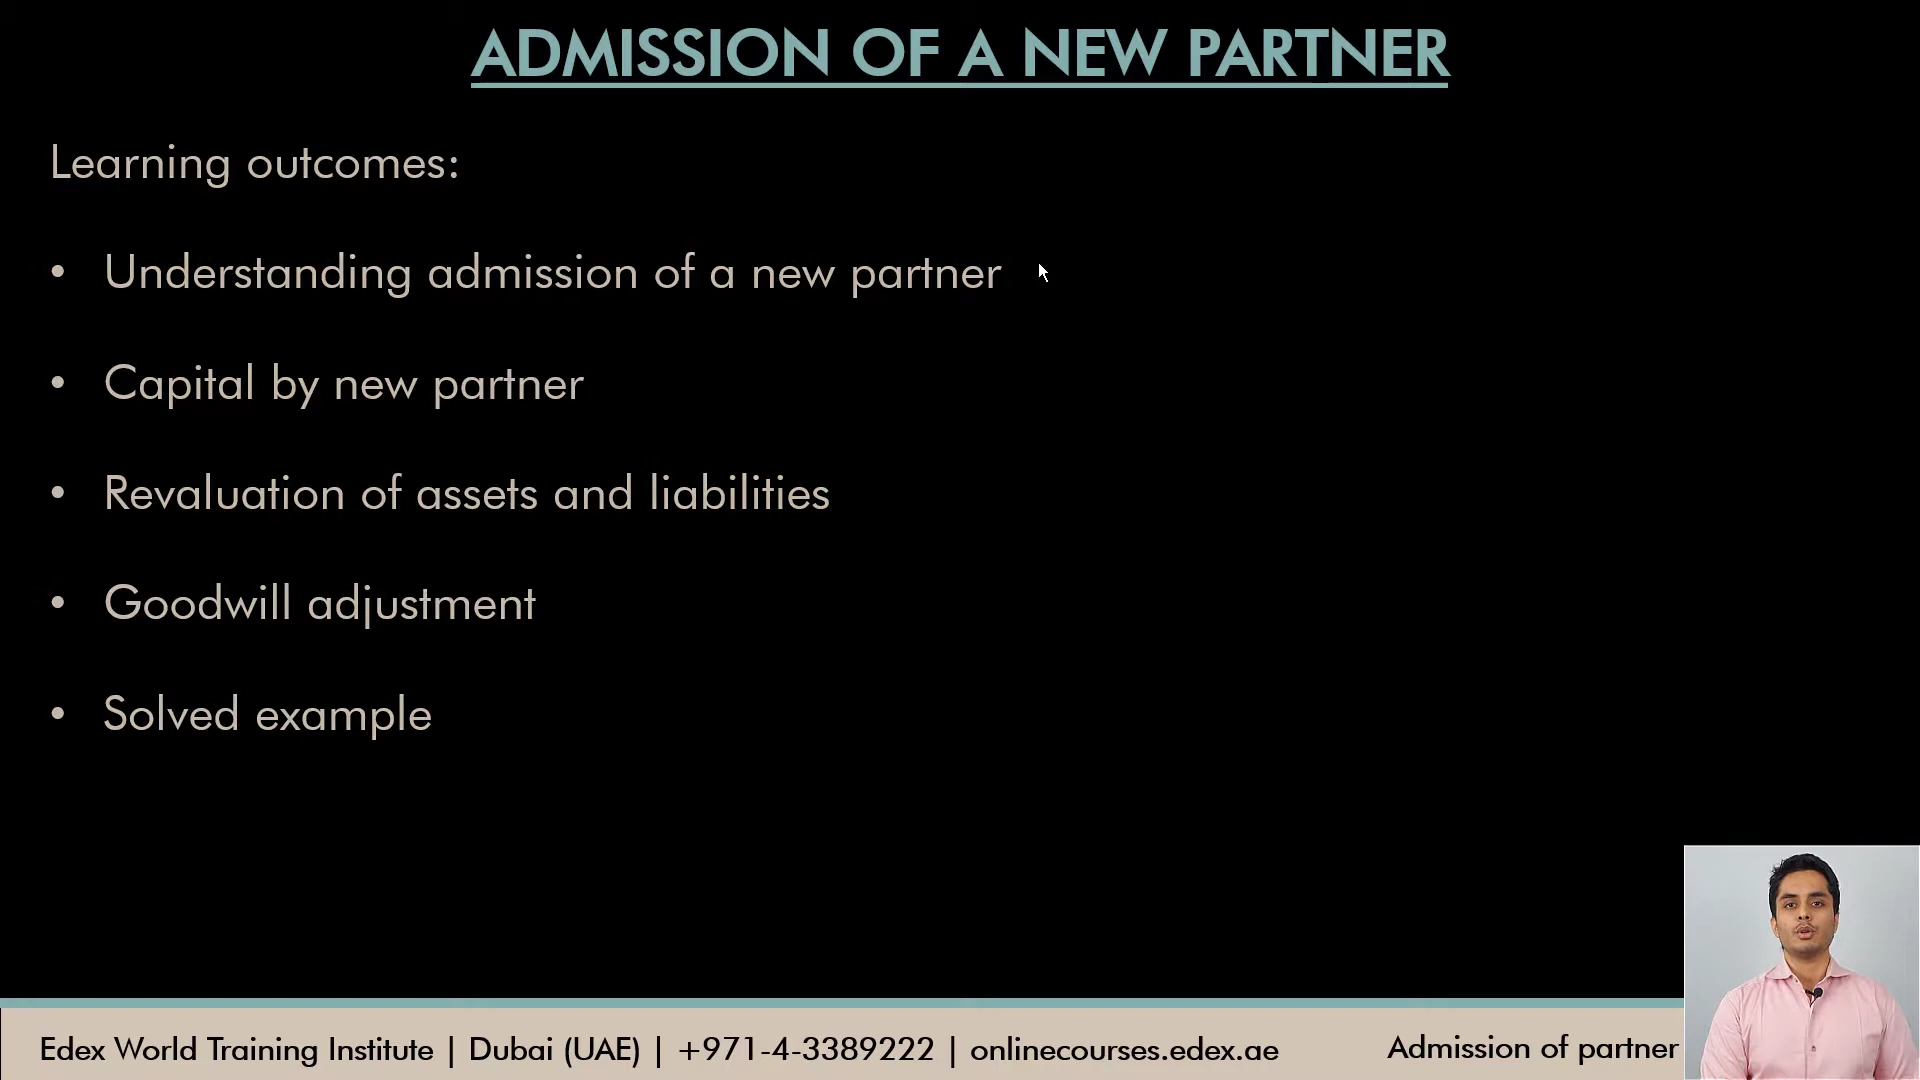 ADMISSION OF A NEW PARTNER
Learning outcomes:
• Understanding admission of a new partner
• Capital by new partner
• Revaluation of assets and liabilities
• Goodwill adjustment
• Solved example
Edex World Training Institute | Dubai (UAE) | +971-4-3389222 | onlinecourses.edex.ae
Admission of partner